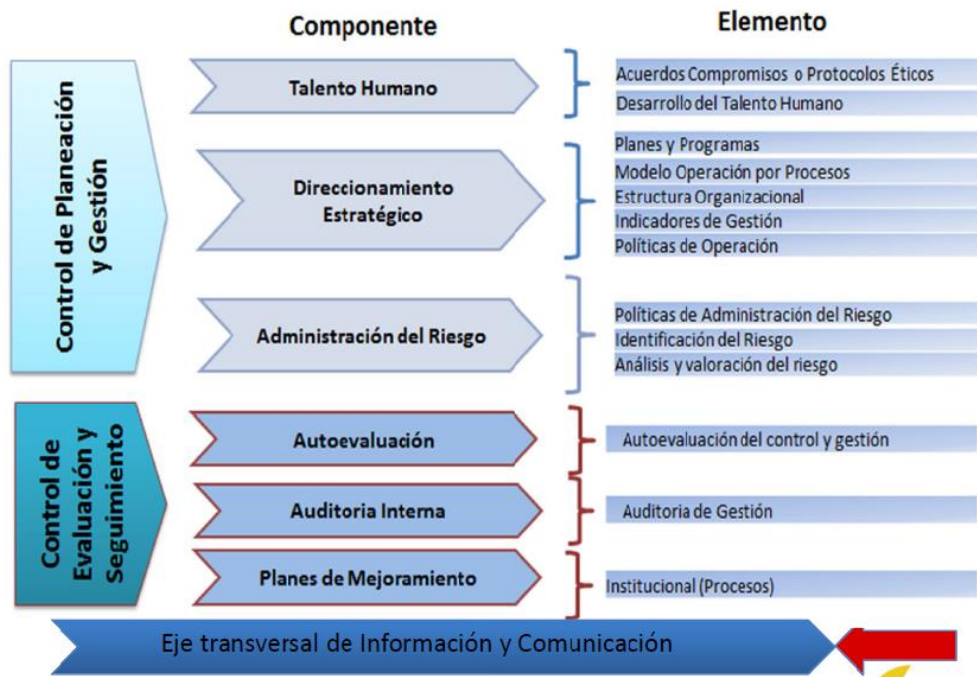 Componente
Elemento
Control de Planeación
y Gestión
Talento Humano
Acuerdos Compromisos o Protocolos Éticos
Desarrollo del Talento Humano
Direccionamiento
Estratégico
Planes y Programas
Modelo Operación por Procesos
Estructura Organizacional
Indicadores de Gestión
Políticas de Operación
Administración del Riesgo
Políticas de Administración del Riesgo
Identificación del Riesgo
Análisis y valoración del riesgo
Control de
Evaluación y
Seguimiento
Autoevaluación
Autoevaluación del control y gestión
Auditoria Interna
Auditoria de Gestión
Planes de Mejoramiento
Institucional (Procesos)
Eje transversal de Información y Comunicación